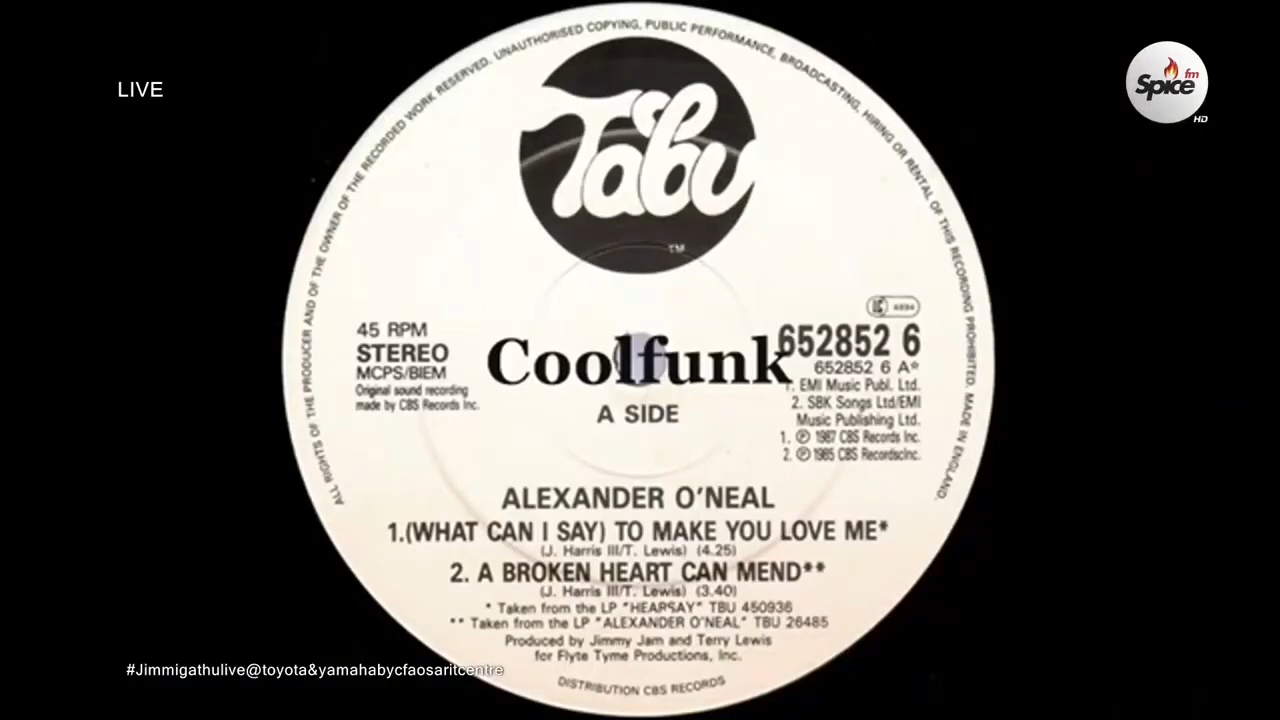 LIVE
Spice fm
HD
ALL RIGHTS OF THE PRODUCER AND OF THE OWNER OF THE RECORDED WORK RESERVED. UNAUTHORISED COPYING, PUBLIC PERFORMANCE, BROADCASTING, HIRING OR RENTAL OF THIS RECORDING PROHIBITED. MADE IN ENGLAND.
Tabu
TM
45 RPM
STEREO
MCPS/BIEM
Original sound recording
made by CBS Records Inc.
Coolfunk
A SIDE
652852 6
652852 6 A*
1. EMI Music Publ. Ltd.
2. SBK Songs Ltd/EMI
Music Publishing Ltd.
1. ℗ 1987 CBS Records Inc.
2. ℗ 1985 CBS RecordsInc.
ALEXANDER O'NEAL
1.(WHAT CAN I SAY) TO MAKE YOU LOVE ME*
(J. Harris III/T. Lewis) (4.25)
2. A BROKEN HEART CAN MEND**
(J. Harris III/T. Lewis) (3.40)
* Taken from the LP "HEARSAY" TBU 450936
** Taken from the LP "ALEXANDER O'NEAL" TBU 26485
Produced by Jimmy Jam and Terry Lewis
for Flyte Tyme Productions, Inc.
DISTRIBUTION CBS RECORDS
#Jimmigathulive@toyota&yamahabycfaosaritcentre